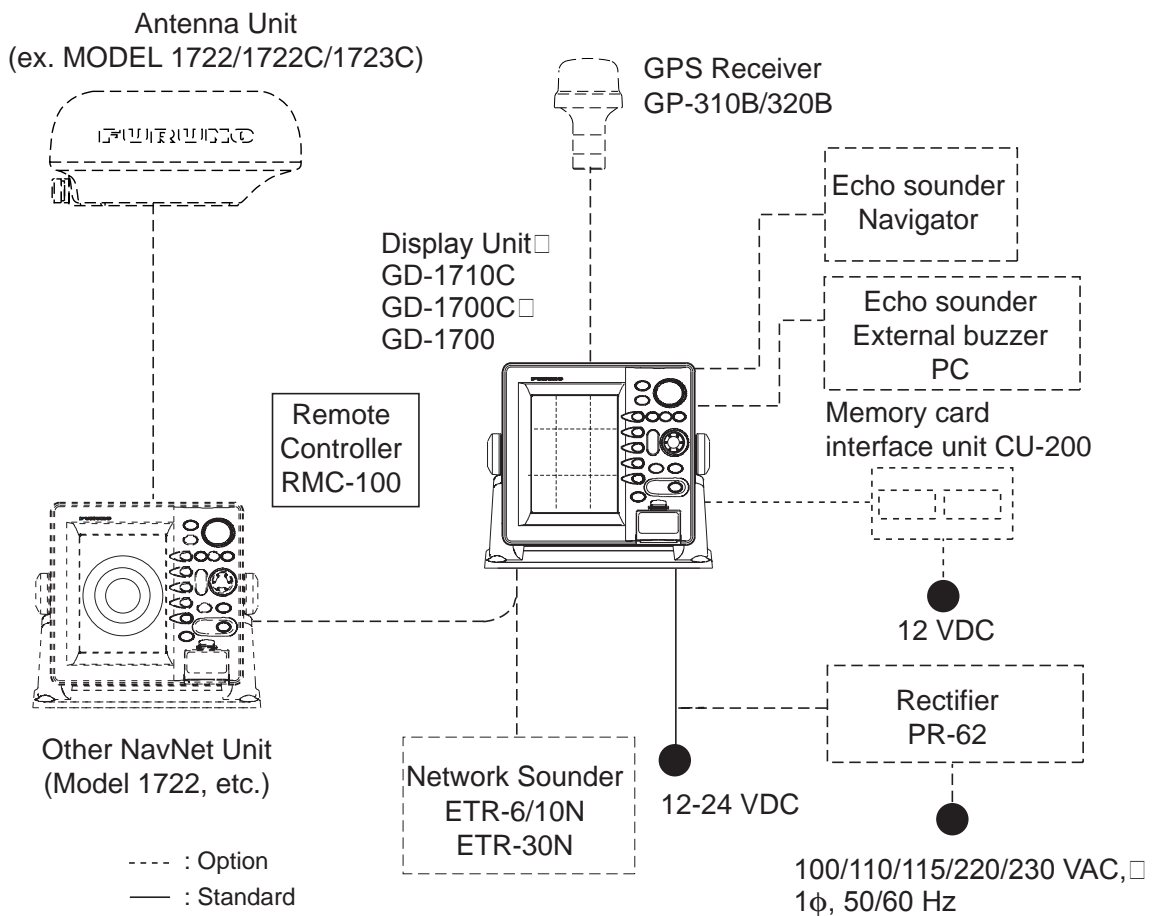 Antenna Unit
(ex. MODEL 1722/1722C/1723C)
FURUNO
GPS Receiver
GP-310B/320B
Echo sounder
Navigator
Display Unit□
GD-1710C
GD-1700C□
GD-1700
Echo sounder
External buzzer
PC
FURUNO
Remote
Controller
RMC-100
Memory card
interface unit CU-200
12 VDC
FURUNO
Other NavNet Unit
(Model 1722, etc.)
Network Sounder
ETR-6/10N
ETR-30N
12-24 VDC
Rectifier
PR-62
100/110/115/220/230 VAC,□
1ϕ, 50/60 Hz
: Option
: Standard